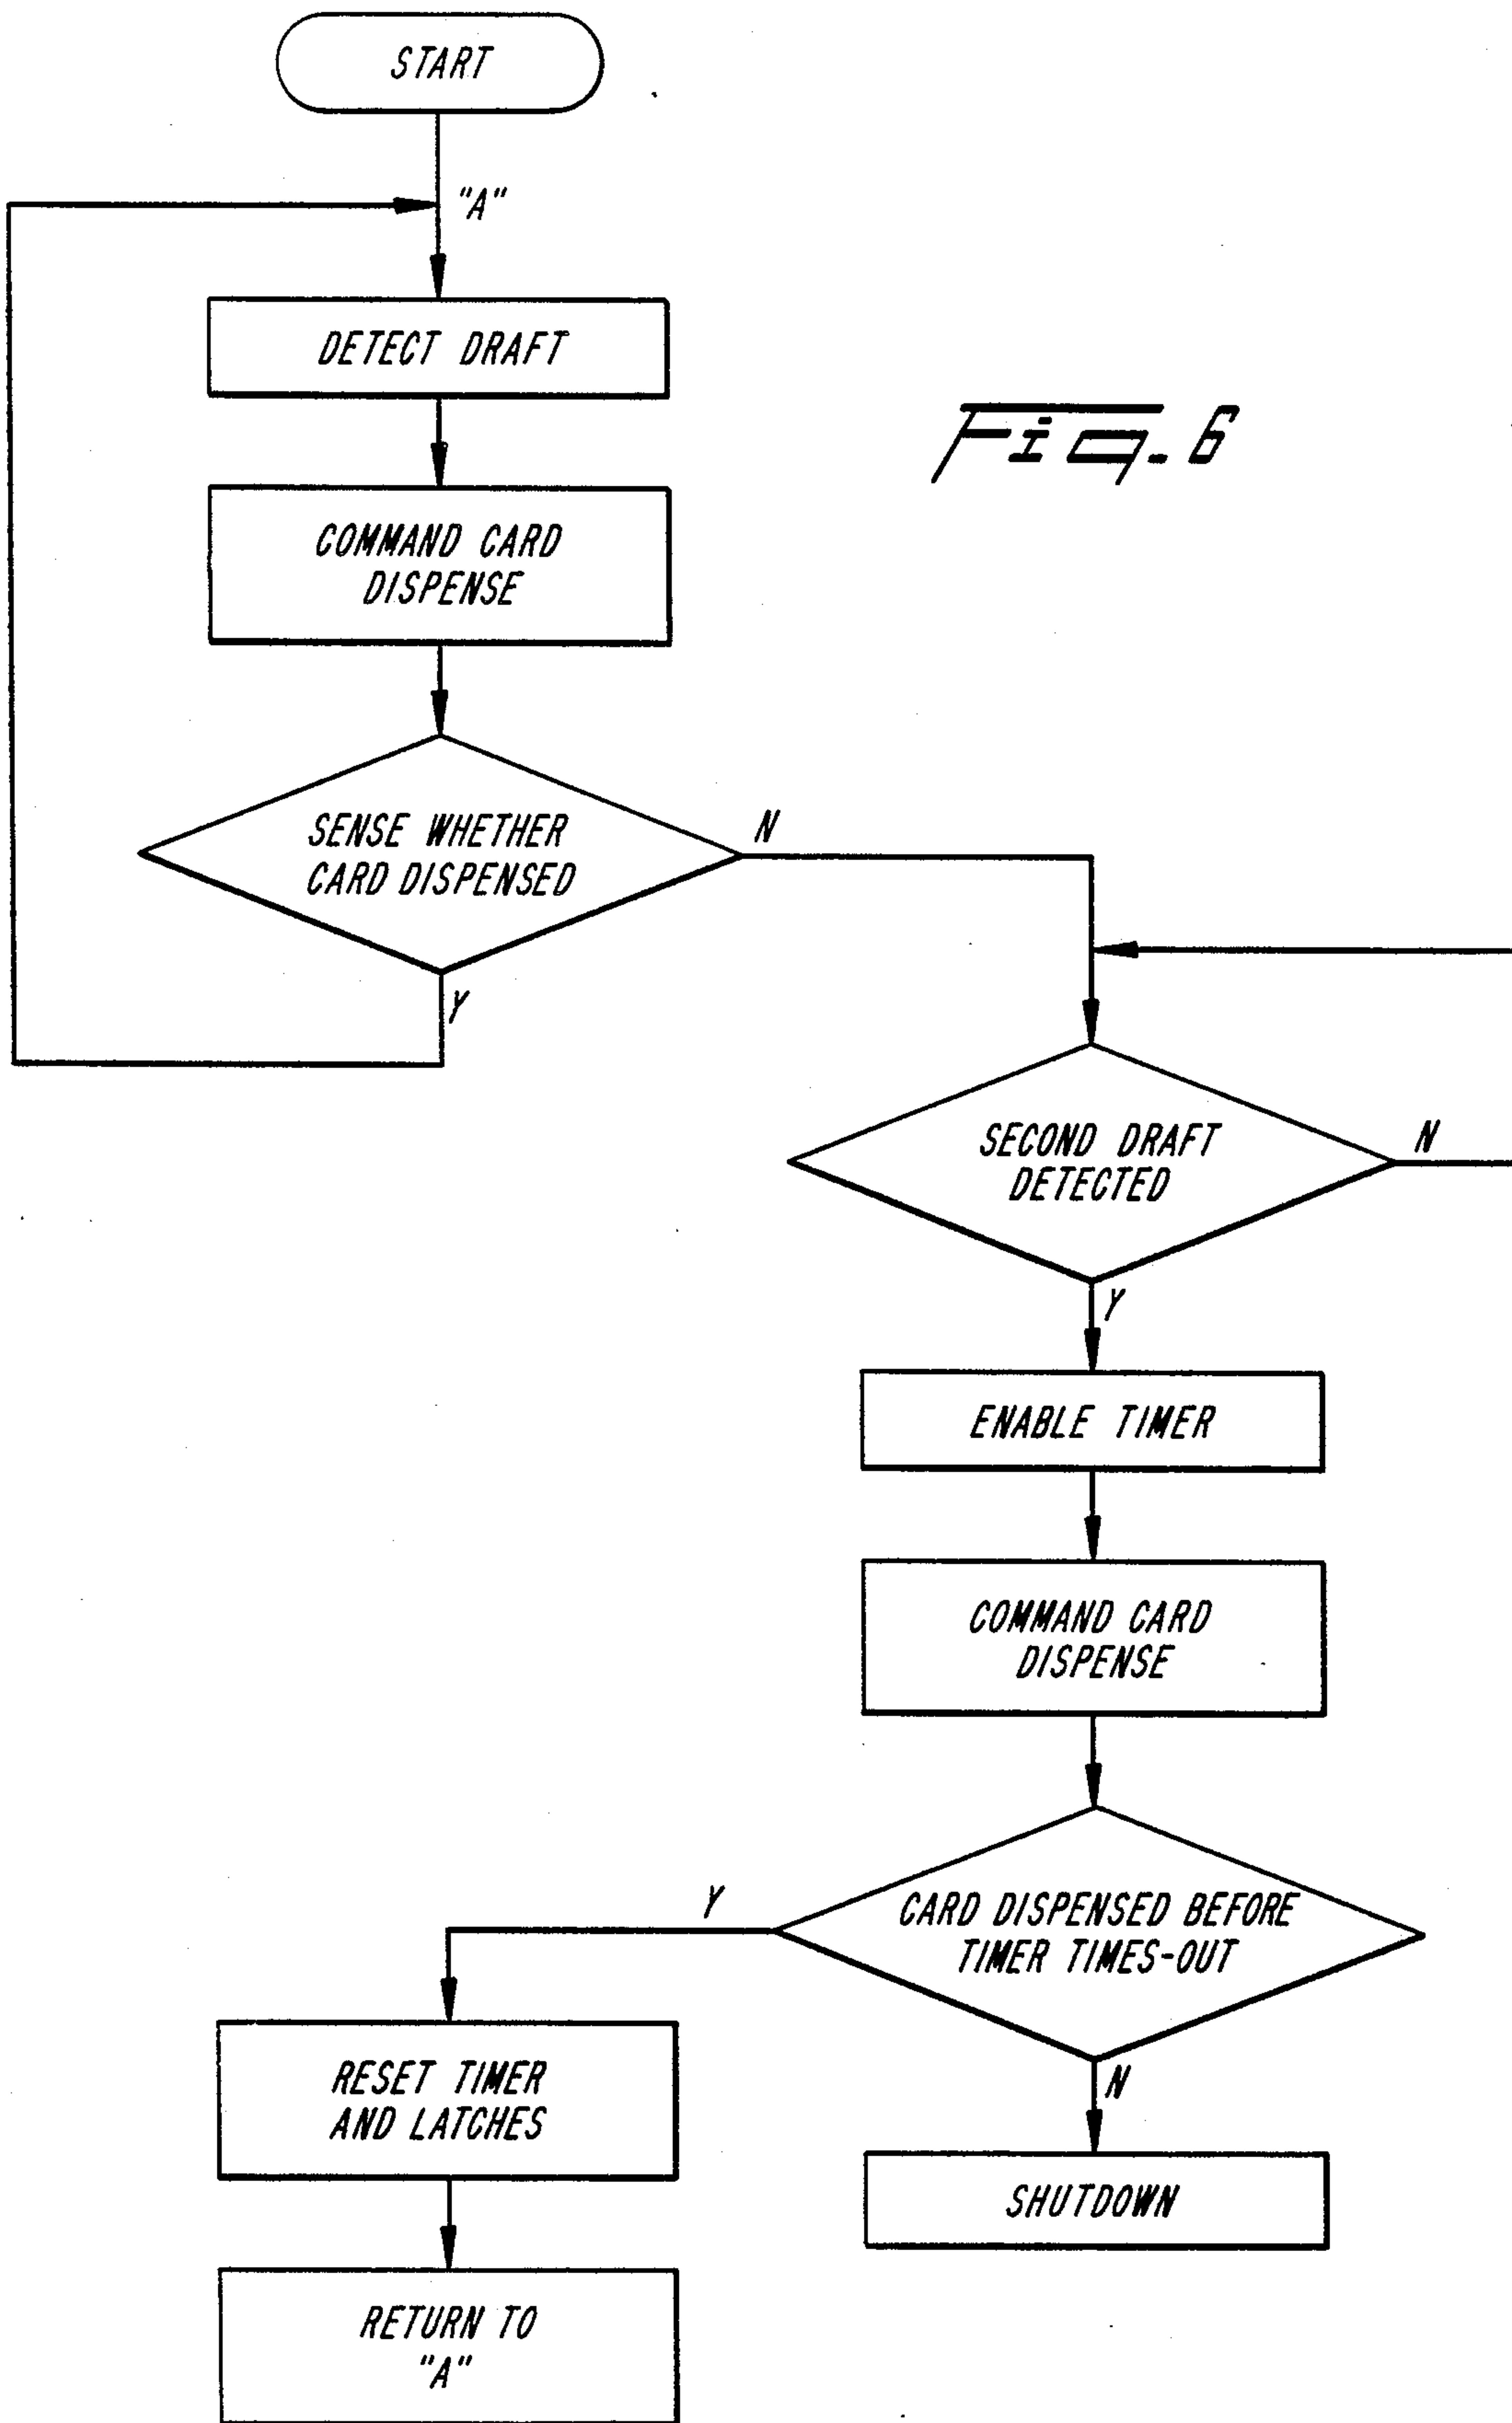 START
"A"
DETECT DRAFT
Fig. 6
COMMAND CARD
DISPENSE
SENSE WHETHER
CARD DISPENSED
N
Y
SECOND DRAFT
DETECTED
N
Y
ENABLE TIMER
COMMAND CARD
DISPENSE
CARD DISPENSED BEFORE
TIMER TIMES-OUT
Y
N
RESET TIMER
AND LATCHES
SHUTDOWN
RETURN TO
"A"